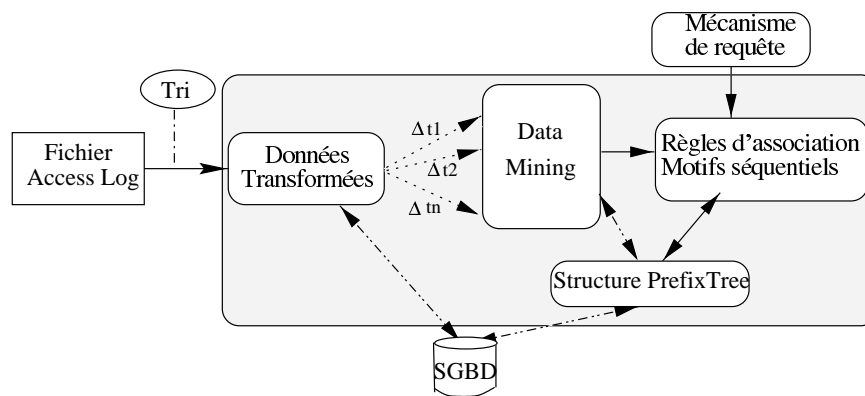 Mécanisme
de requête
Tri
Fichier
Access Log
Données
Transformées
Δ t1
Δ t2
Δ tn
Data
Mining
Règles d'association
Motifs séquentiels
Structure PrefixTree
SGBD